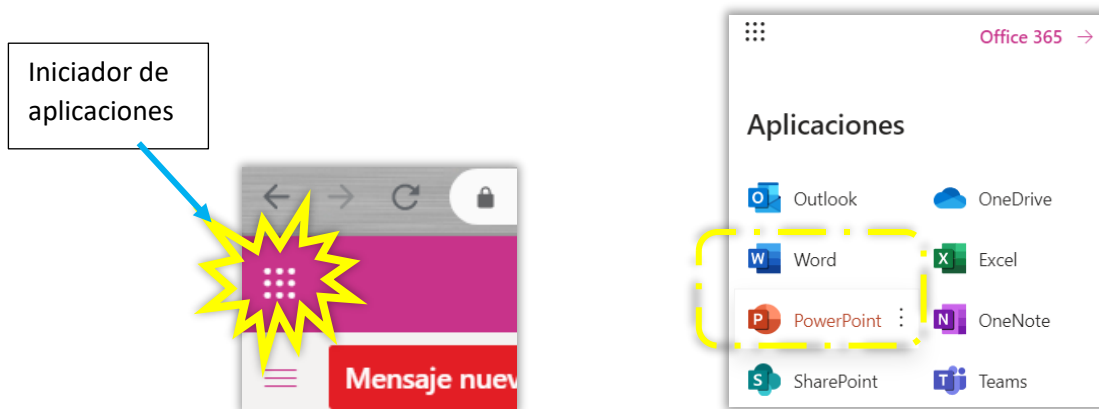 Iniciador de
aplicaciones
Mensaje nuev
Office 365 →
Aplicaciones
Outlook
OneDrive
Word
Excel
PowerPoint
OneNote
SharePoint
Teams